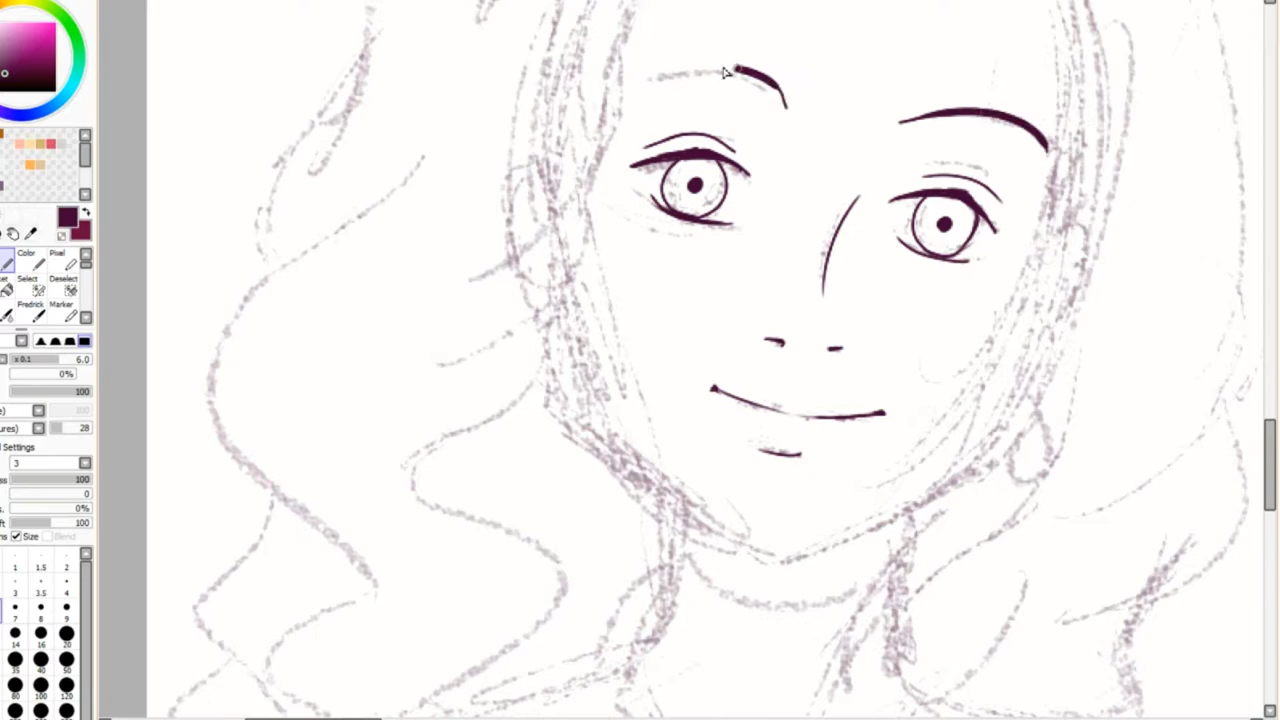 x 0.1 6.0
0%
100
28
Color Pixel
Select Deselect
Fredrick Marker
Settings
3
100
0
0%
100
Size Blend
1 1.5 2
3 3.5 4
7 8 9
14 16 20
35 40 50
80 100 120